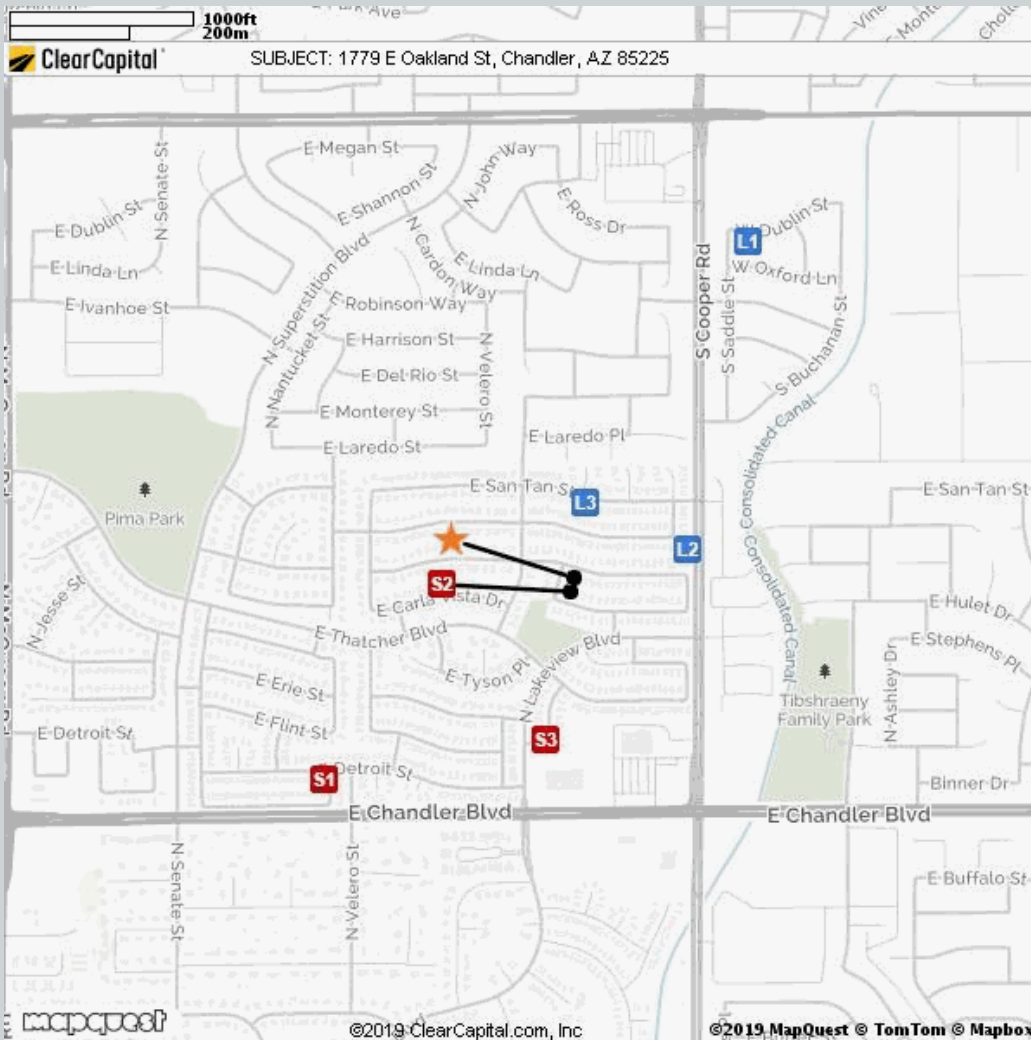 1000ft
200m
ClearCapital
SUBJECT: 1779 E Oakland St, Chandler, AZ 85225
E Megan St
N John Way
N Senate St
E Shannon St
E Ross Dr
E Dublin St
N Cardon Way
W Dublin St
L1
E Linda Ln
E Linda Ln
W Oxford Ln
S Cooper Rd
N Superstition Blvd
E Ivanhoe St
Robinson Way
S Saddle St
N Nantucket St
E Harrison St
N Velero St
S Buchanan St
E Del Rio St
E Monterey St
Consolidated Canal
E Laredo Pl
E Laredo St
E San Tan St
E San Tan St
L3
Pima Park
L2
Consolidated Canal
S2
N Jesse St
E Carla Vista Dr
E Hulet Dr
E Thatcher Blvd
E Stephens Pl
N Lakeview Blvd
E Tyson Pl
N Ashley Dr
E Erie St
Tibshraeny
Family Park
E Flint St
E Detroit St
S3
S1
Detroit St
Binner Dr
E Chandler Blvd
E Chandler Blvd
N Senate St
N Velero St
E Buffalo St
mapquest
©2019 ClearCapital.com, Inc
©2019 MapQuest © TomTom © Mapbox